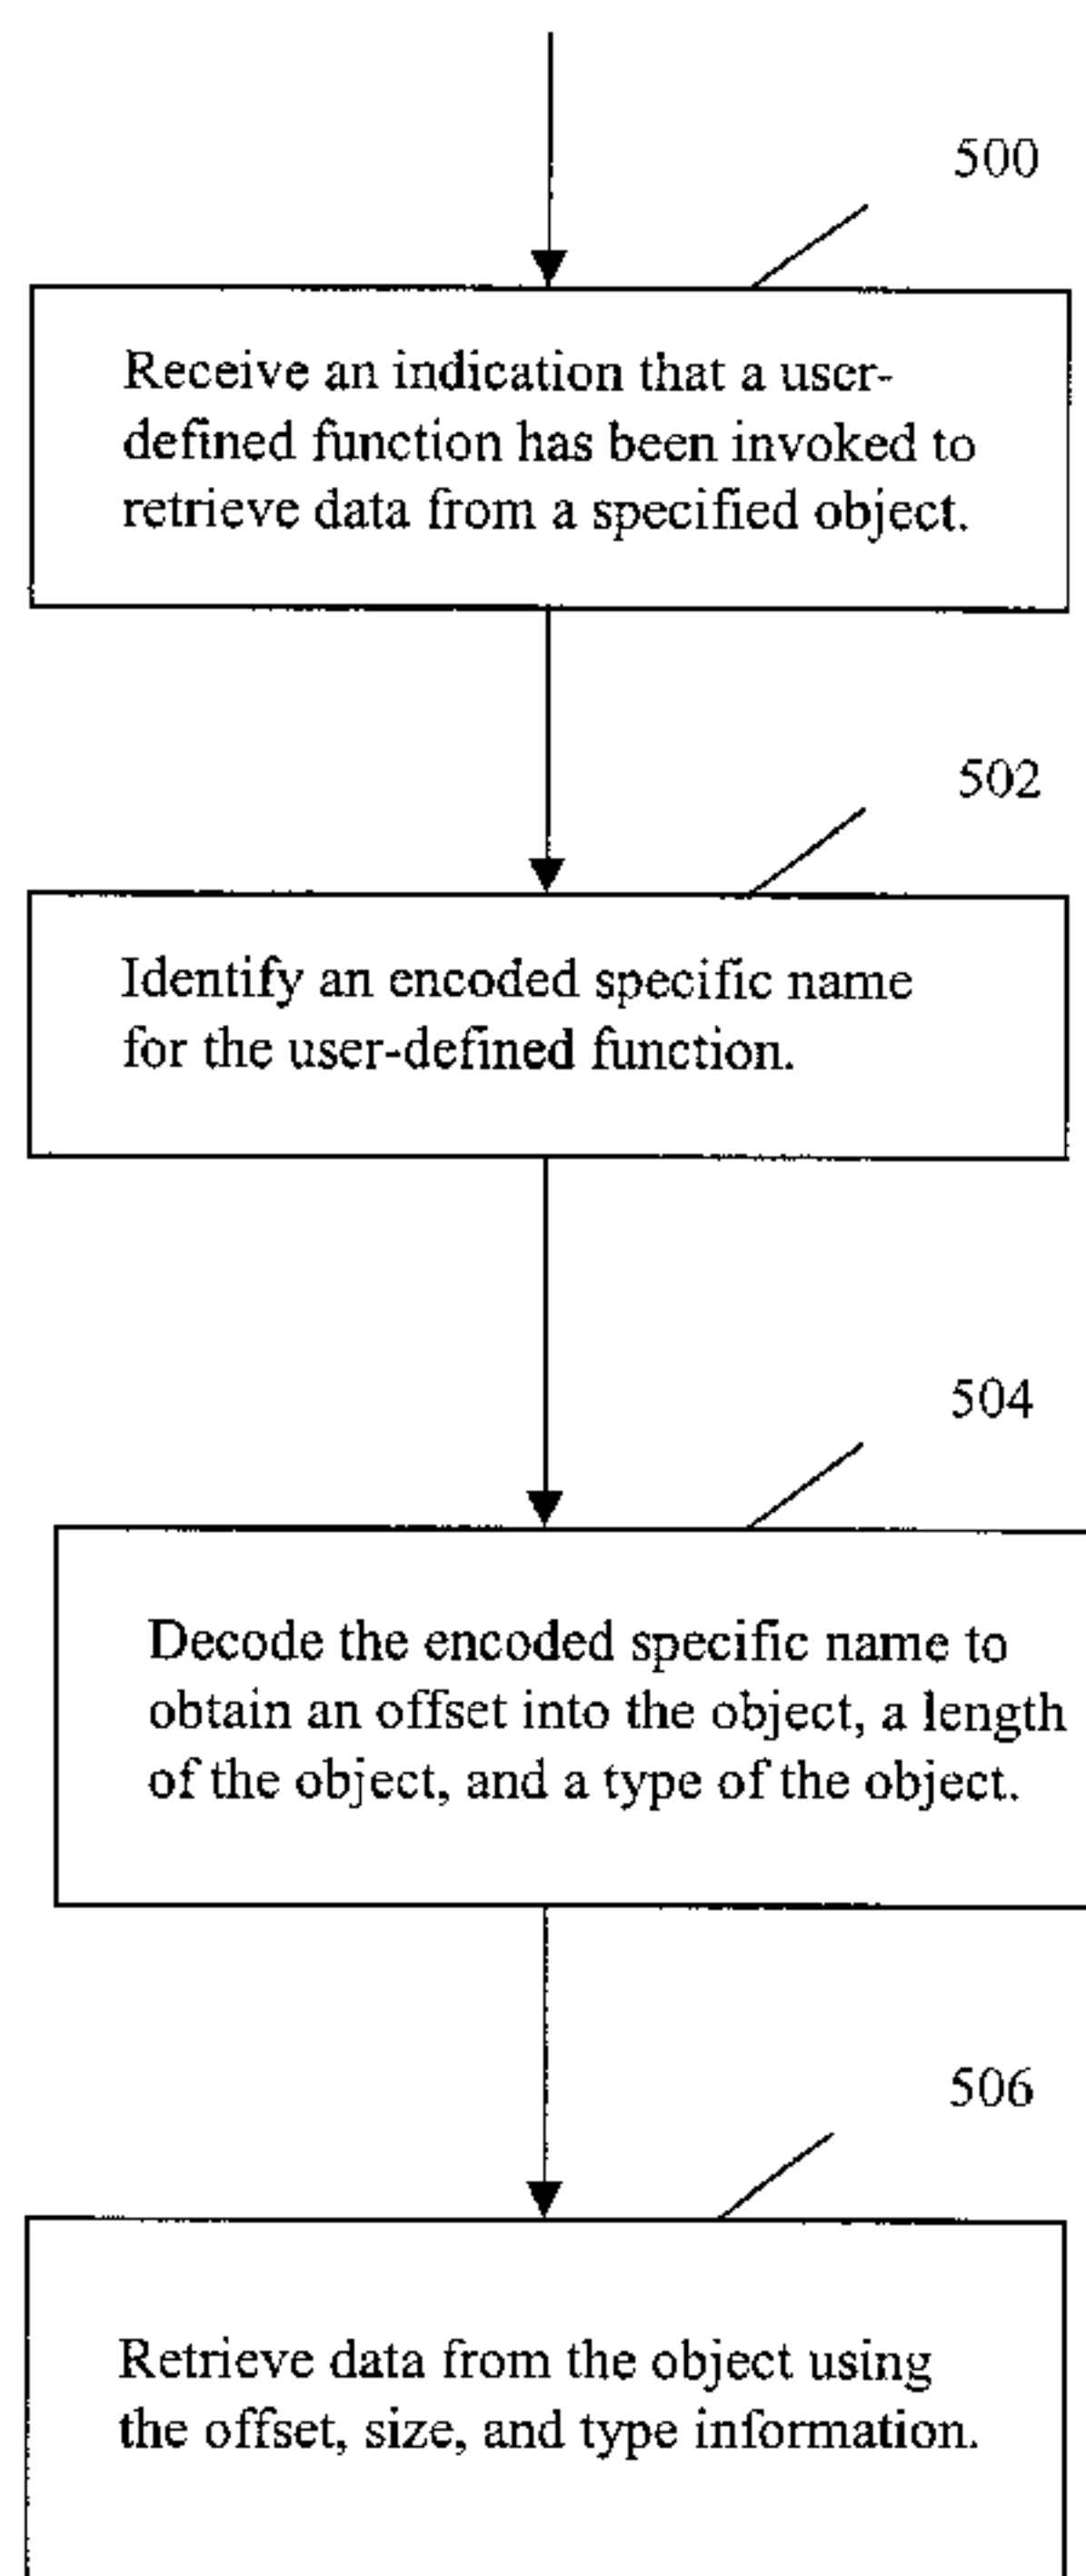 500
Receive an indication that a user-
defined function has been invoked to
retrieve data from a specified object.
502
Identify an encoded specific name
for the user-defined function.
504
Decode the encoded specific name to
obtain an offset into the object, a length
of the object, and a type of the object.
506
Retrieve data from the object using
the offset, size, and type information.